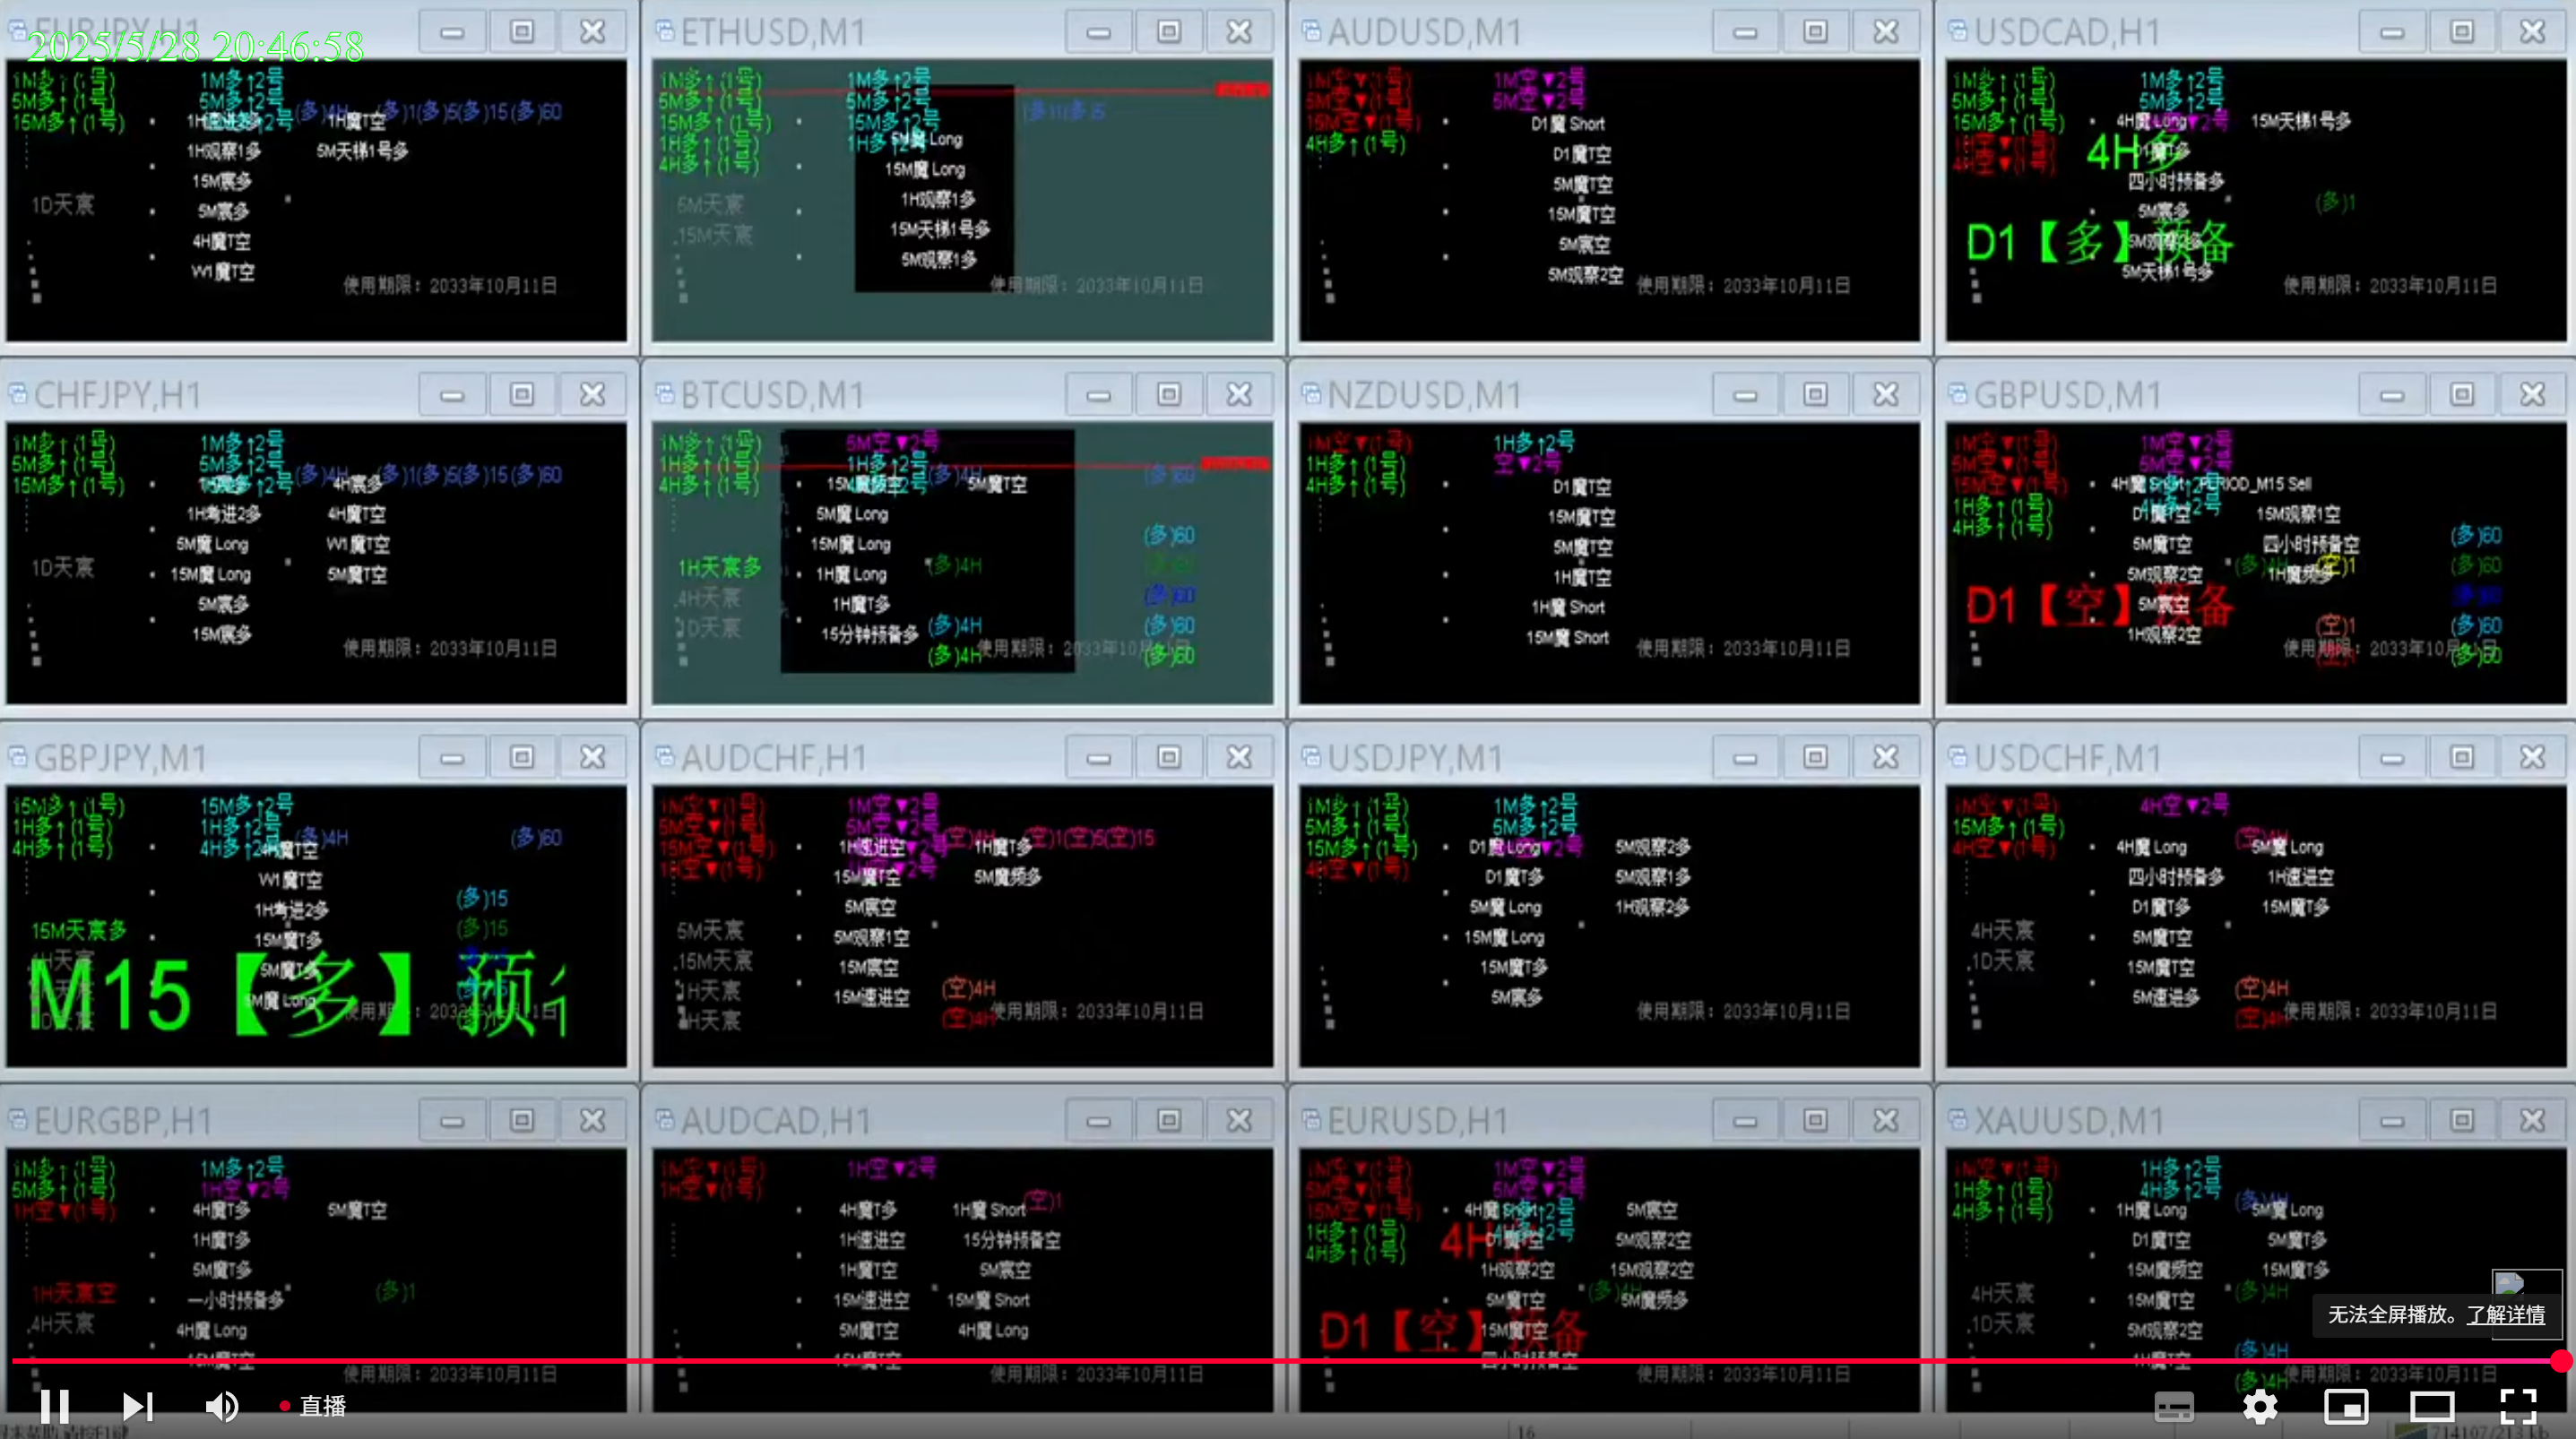 EURJPY,H1
2025/5/28 20:46:58
1M多↑(1号) 1M多↑2号
5M多↑(1号) 5M多↑2号 (多)4H (多)1(多)5(多)15(多)60
15M多↑(1号) 1H魔T空
1H观察1多 5M天梯1号多
15M宸多
1D天宸 5M宸多
4H魔T空
W1魔T空
使用期限：2033年10月11日
ETHUSD,M1
1M多↑(1号) 1M多↑2号
5M多↑(1号) 5M多↑2号
15M多↑(1号) 15M多↑2号
1H多↑(1号) 5M魔 Long
4H多↑(1号)
15M魔 Long
1H观察1多
5M天宸
15M天梯1号多
15M天宸
5M观察1多
使用期限：2033年10月11日
AUDUSD,M1
1M空▼(1号) 1M空▼2号
5M空▼(1号) 5M空▼2号
15M空▼(1号) D1魔 Short
4H多↑(1号) D1魔T空
5M魔T空
15M魔T空
5M宸空
5M观察2空
使用期限：2033年10月11日
USDCAD,H1
1M多↑(1号) 1M多↑2号
5M多↑(1号) 5M多↑2号
15M多↑(1号) 4H魔 Long 15M天梯1号多
1H空▼(1号) 4H多 D1魔T多
4H空▼(1号)
四小时预备多
5M宸多 (多)1
D1【多】预备
5M天梯1号多
使用期限：2033年10月11日
CHFJPY,H1
1M多↑(1号) 1M多↑2号
5M多↑(1号) 5M多↑2号 (多)4H (多)1(多)5(多)15(多)60
15M多↑(1号) 4H宸多
1H考进2多 4H魔T空
5M魔 Long W1魔T空
1D天宸 15M魔 Long 5M魔T空
5M宸多
15M宸多
使用期限：2033年10月11日
BTCUSD,M1
1M多↑(1号) 5M空▼2号
1H多↑(1号) 1H多↑2号 (多)4H (多)60
4H多↑(1号) 15M魔频空 5M魔T空
5M魔 Long
15M魔 Long (多)60
1H天宸多 1H魔 Long (多)4H
4H天宸 1H魔T多 (多)60
1D天宸 15分钟预备多 (多)4H (多)60
(多)4H 使用期限：2033年10月11日 (多)60
NZDUSD,M1
1M空▼(1号) 1H多↑2号
1H多↑(1号) 空▼2号
4H多↑(1号) D1魔T空
15M魔T空
5M魔T空
1H魔T空
1H魔 Short
15M魔 Short
使用期限：2033年10月11日
GBPUSD,M1
1M空▼(1号) 1M空▼2号
5M空▼(1号) 5M空▼2号
15M空▼(1号) 4H魔 Short PERIOD_M15 Sell
1H多↑(1号) D1魔T空 15M观察1空
4H多↑(1号)
5M魔T空 四小时预备空 (多)60
5M观察2空 (多)4H 1H魔频多 (空)1 (多)60
D1【空】预备 5M宸空
1H观察2空 (空)1 (多)60
使用期限：2033年10月11日 (多)60
GBPJPY,M1
15M多↑(1号) 15M多↑2号
1H多↑(1号) 1H多↑2号 (多)4H (多)60
4H多↑(1号) 4H多↑2号 4H魔T空
W1魔T空
1H考进2多 (多)15
15M天宸多 15M魔T多 (多)15
4H天宸 5M魔T多
M15【多】预
5M魔 Long
AUDCHF,H1
1M空▼(1号) 1M空▼2号
5M空▼(1号) 5M空▼2号 (空)4H (空)1(空)5(空)15
15M空▼(1号) 1H速进空 1H魔T多
1H空▼(1号) 15M魔T空 5M魔频多
5M宸空
5M天宸 5M观察1空
15M天宸 15M宸空
1H天宸 15M速进空 (空)4H
4H天宸 (空)4H 使用期限：2033年10月11日
USDJPY,M1
1M多↑(1号) 1M多↑2号
5M多↑(1号) 5M多↑2号
15M多↑(1号) D1魔 Long 5M观察2多
4H空▼(1号) D1魔T多 5M观察1多
5M魔 Long 1H观察2多
15M魔 Long
15M魔T多
5M宸多
使用期限：2033年10月11日
USDCHF,M1
1M空▼(1号) 4H空▼2号
15M多↑(1号) (空)4H
4H空▼(1号) 4H魔 Long 5M魔 Long
四小时预备多 1H速进空
D1魔T多 15M魔T多
4H天宸 5M魔T空
1D天宸 15M魔T空
5M速进多 (空)4H
(空)4H 使用期限：2033年10月11日
EURGBP,H1
1M多↑(1号) 1M多↑2号
5M多↑(1号) 1H空▼2号
1H空▼(1号) 4H魔T多 5M魔T空
1H魔T多
5M魔T多
1H天宸空 一小时预备多 (多)1
4H天宸 4H魔 Long
15M魔T空
使用期限：2033年10月11日
AUDCAD,H1
1M空▼(1号) 1H空▼2号
1H空▼(1号)
4H魔T多 1H魔 Short (空)1
1H速进空 15分钟预备空
1H魔T空 5M宸空
15M速进空 15M魔 Short
5M魔T空 4H魔 Long
15M魔T空
使用期限：2033年10月11日
EURUSD,H1
1M空▼(1号) 1M空▼2号
5M空▼(1号) 5M空▼2号
15M空▼(1号) 4H魔 Short 5M宸空
1H多↑(1号) D1魔T空 5M观察2空
4H多↑(1号) 1H观察2空 15M观察2空
5M魔T空 (多)4H 5M魔频多
D1【空】预备 15M魔T空
四小时预备空
使用期限：2033年10月11日
XAUUSD,M1
1M空▼(1号) 1H多↑2号
1H多↑(1号) 4H多↑2号 (多)4H
4H多↑(1号) 1H魔 Long 5M魔 Long
D1魔T空 5M魔T多
15M魔频空 15M魔T多
4H天宸 15M魔T空 (多)4H
1D天宸 5M观察2空
1H魔T空 (多)4H
(多)4H 使用期限：2033年10月11日
无法全屏播放。了解详情
直播
16
714107/213 kb